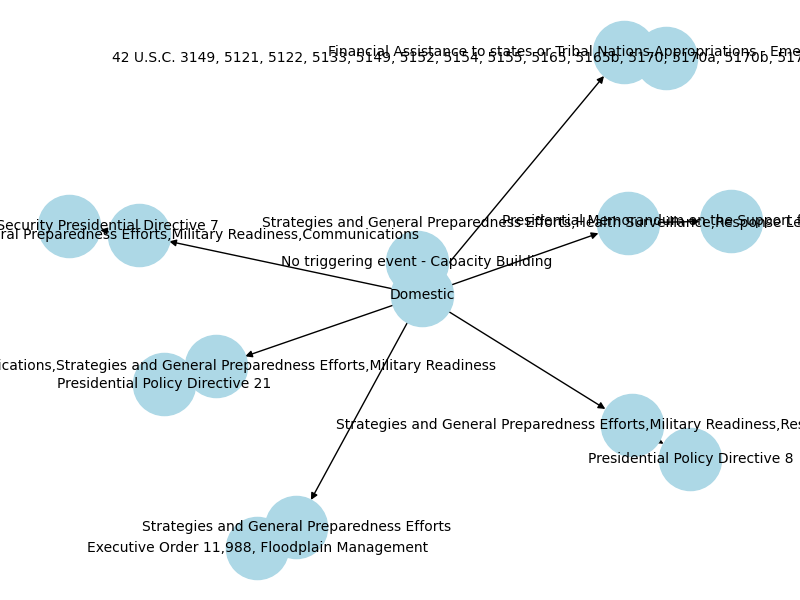 Financial Assistance to states or Tribal Nations,Appropriations - Eme
42 U.S.C. 3149, 5121, 5122, 5133, 5149, 5152, 5154, 5155, 5165, 5165b, 5170, 5170a, 5170b, 517
Strategies and General Preparedness Efforts,Health Surveillance,Response Le
Presidential Memorandum on the Support f
Security Presidential Directive 7
eral Preparedness Efforts,Military Readiness,Communications
No triggering event - Capacity Building
Domestic
ications,Strategies and General Preparedness Efforts,Military Readiness
Presidential Policy Directive 21
Strategies and General Preparedness Efforts,Military Readiness,Res
Presidential Policy Directive 8
Strategies and General Preparedness Efforts
Executive Order 11,988, Floodplain Management